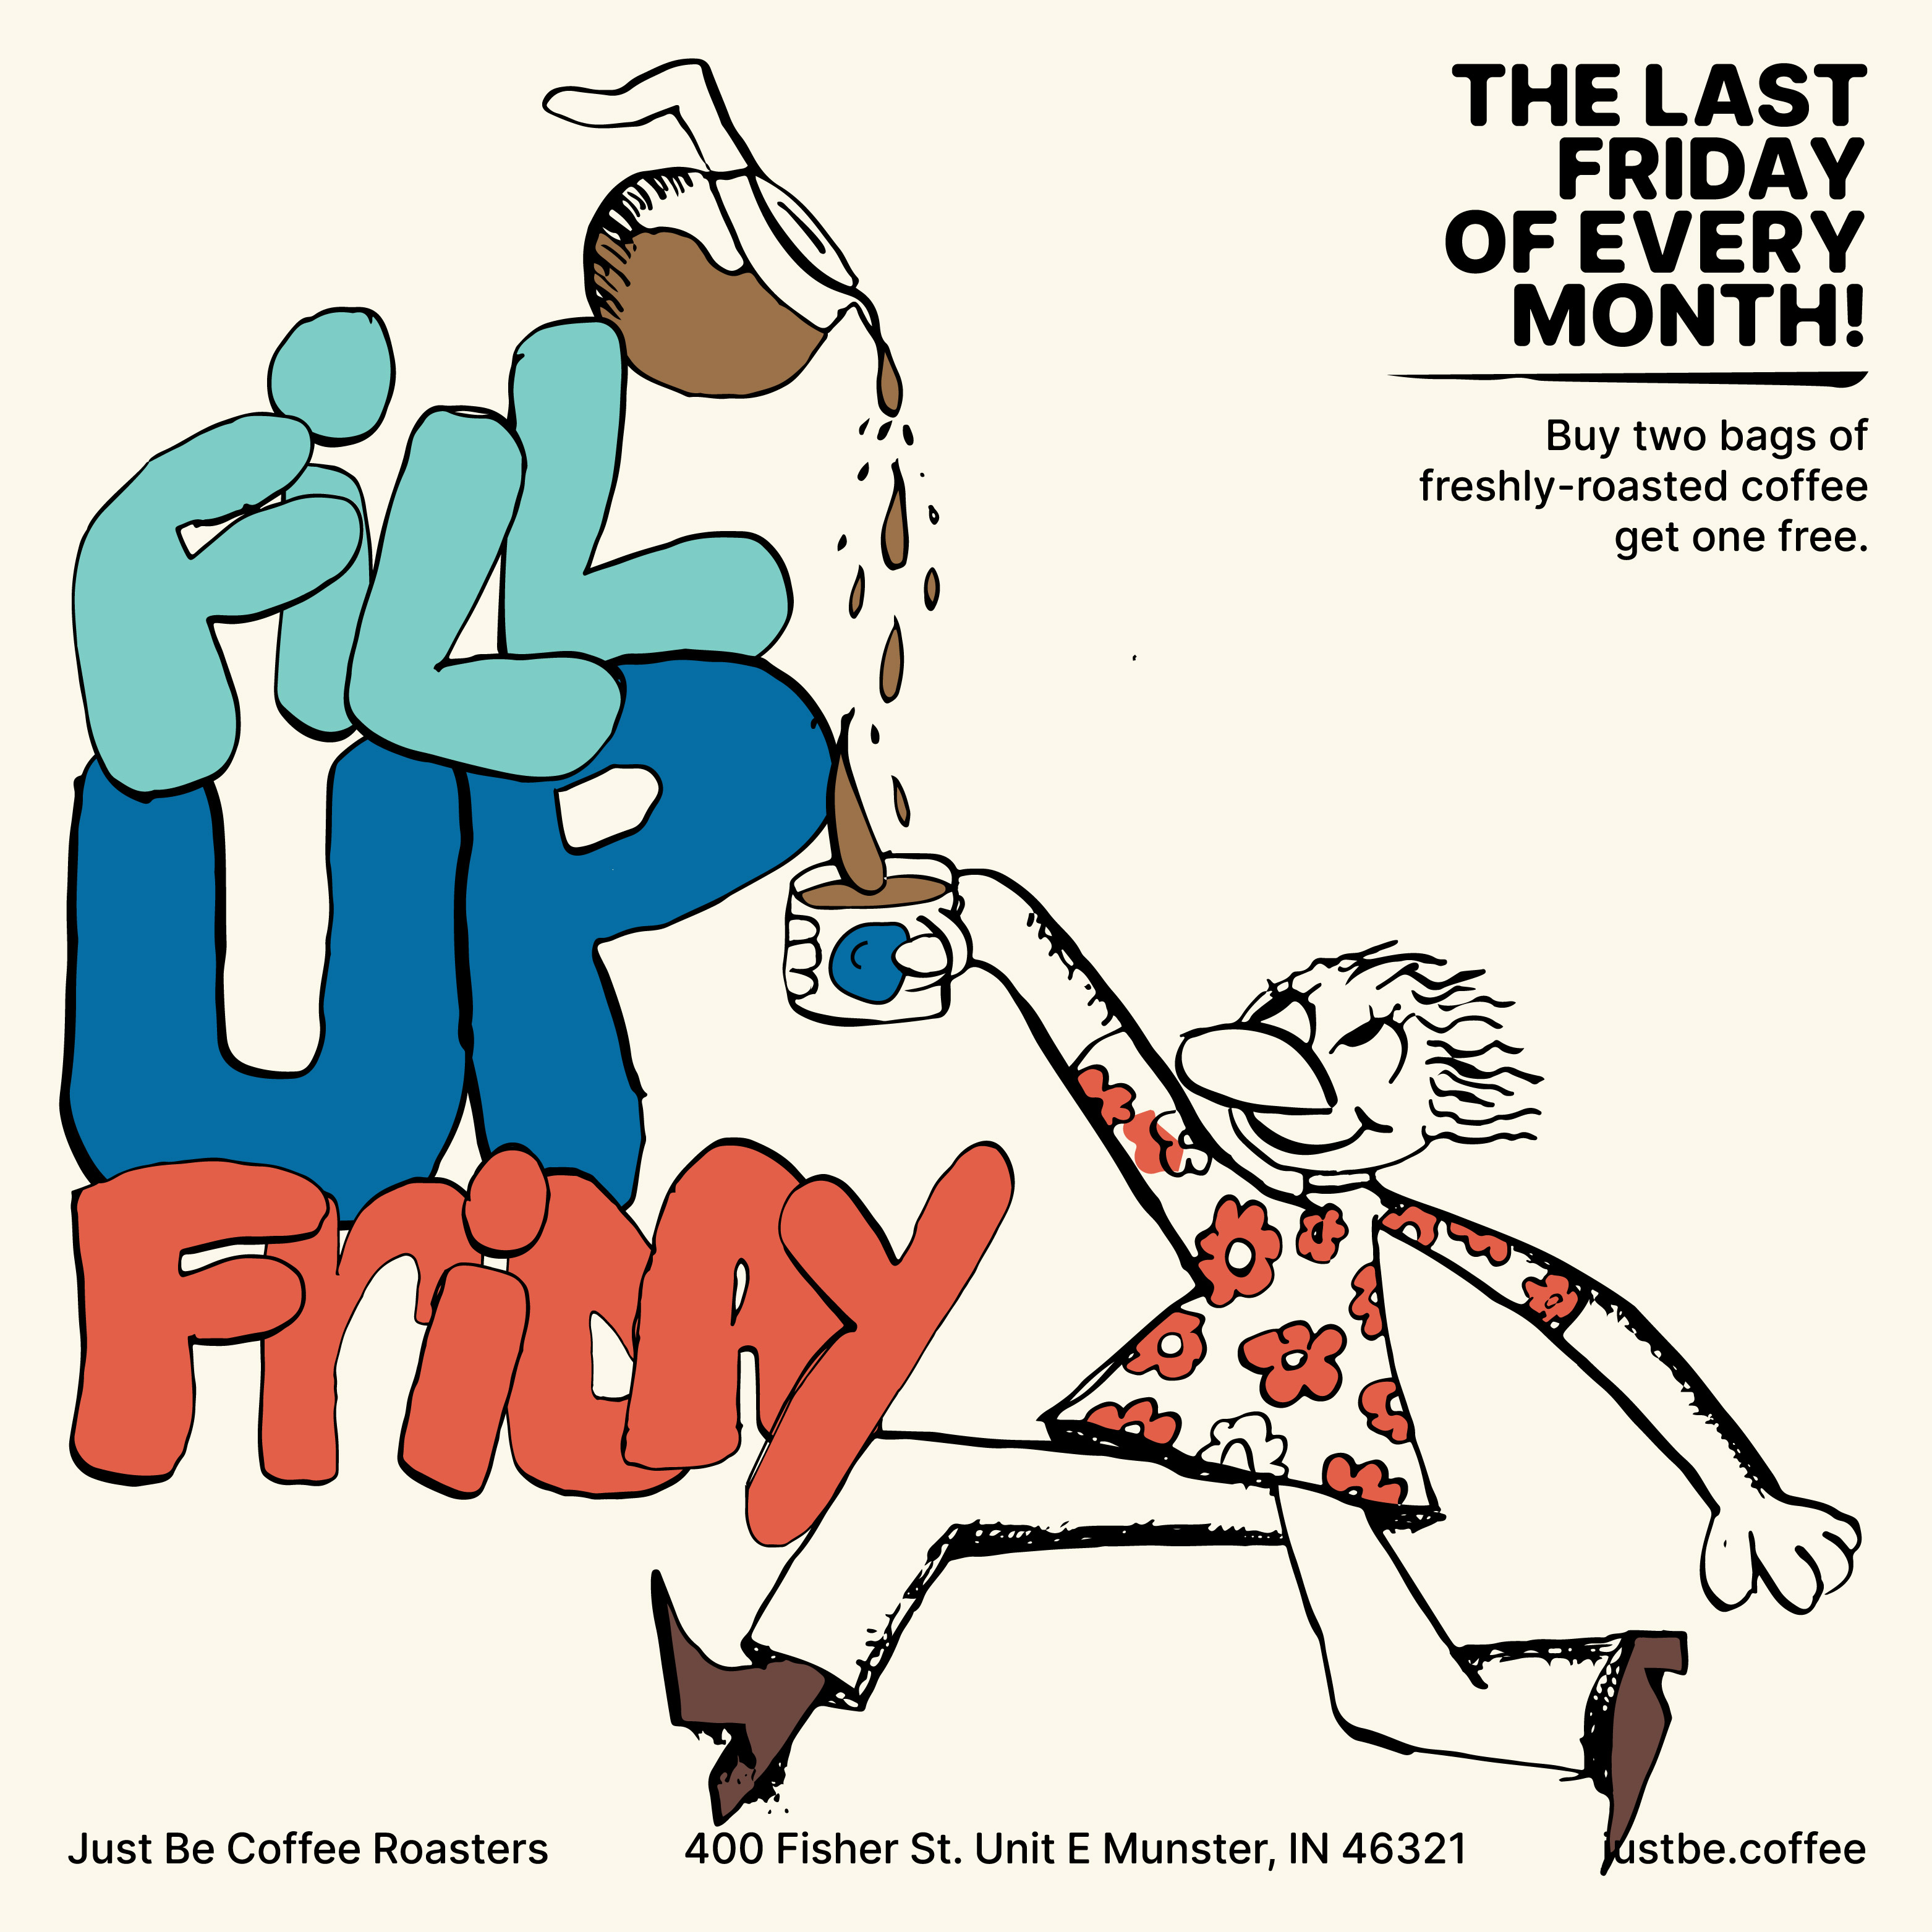 FiLL
UP
FRiDAY
THE LAST
FRIDAY
OF EVERY
MONTH!
Buy two bags of
freshly-roasted coffee
get one free.
Just Be Coffee Roasters
400 Fisher St. Unit E Munster, IN 46321
justbe.coffee